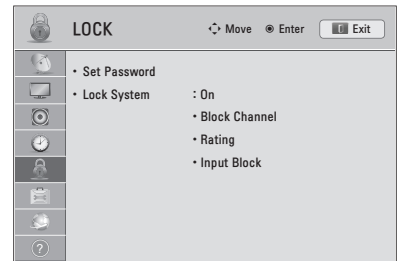 LOCK Move Enter Exit
• Set Password
• Lock System : On
• Block Channel
• Rating
• Input Block
?